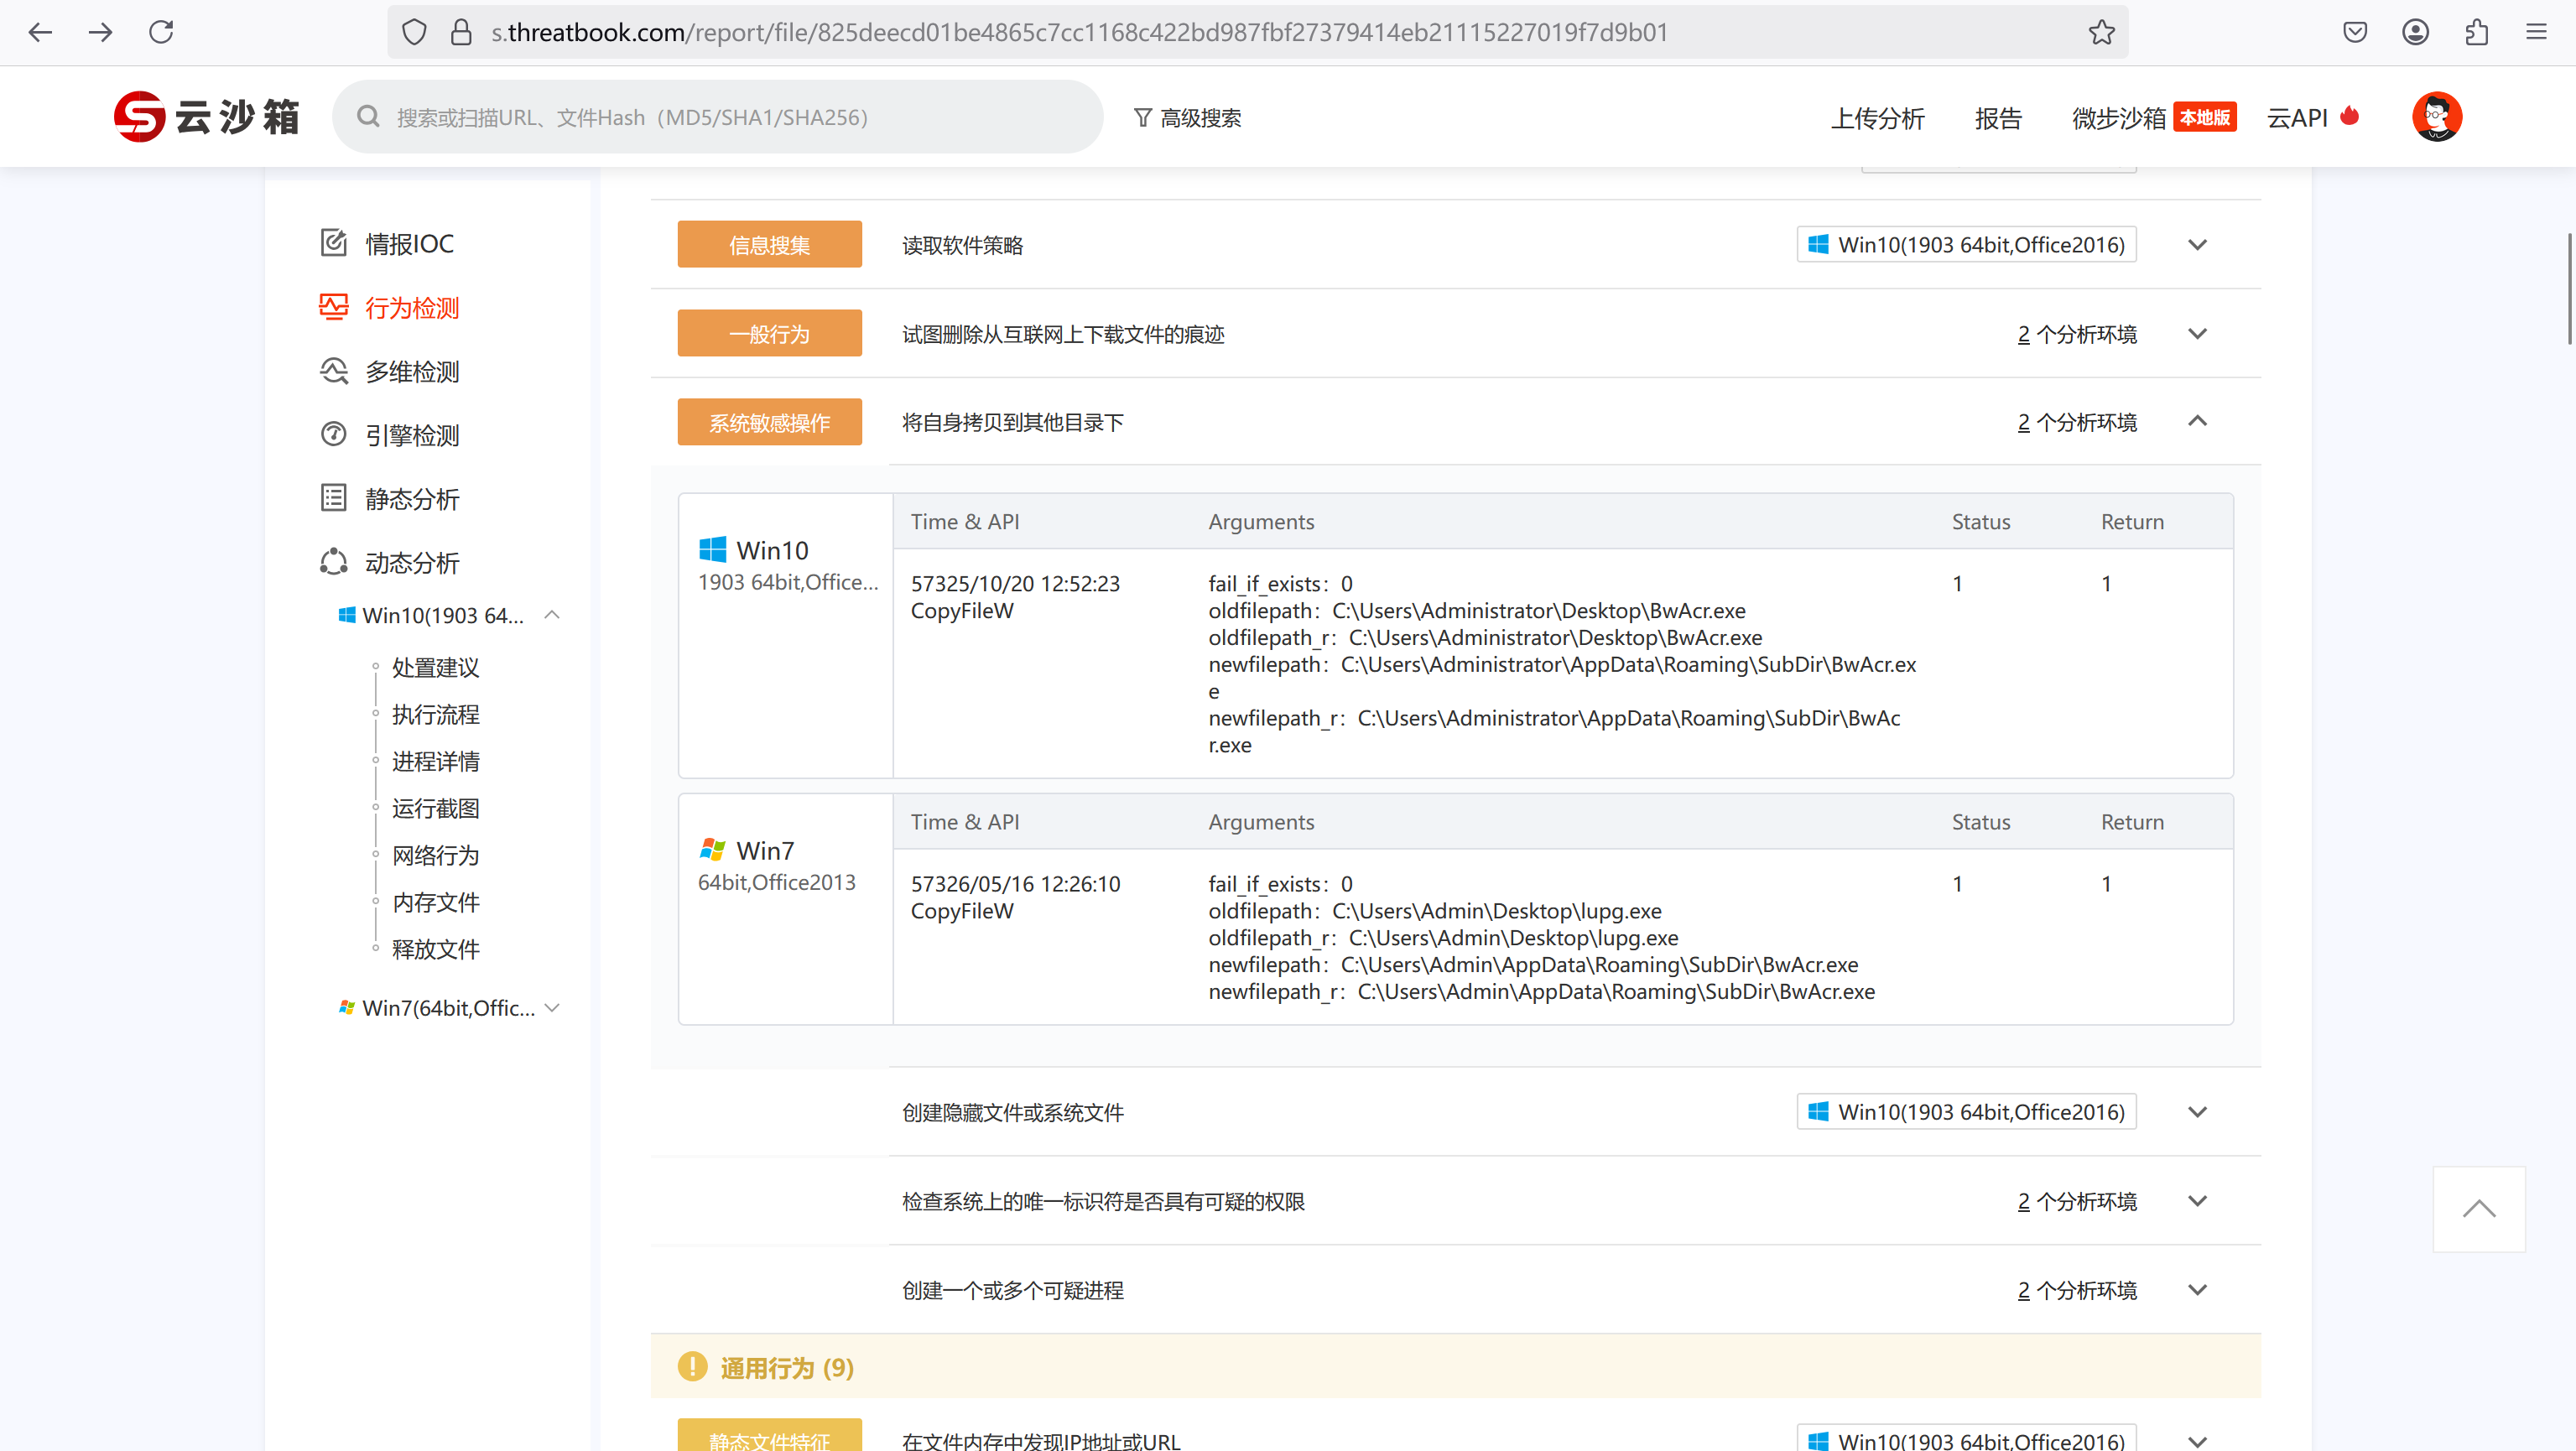 s.threatbook.com/report/file/825deecd01be4865c7cc1168c422bd987fbf27379414eb21115227019f7d9b01
云沙箱
搜索或扫描URL、文件Hash（MD5/SHA1/SHA256）
高级搜索
上传分析
报告
微步沙箱 本地版
云API
情报IOC
行为检测
多维检测
引擎检测
静态分析
动态分析
Win10(1903 64...
处置建议
执行流程
进程详情
运行截图
网络行为
内存文件
释放文件
Win7(64bit,Offic...
信息搜集 读取软件策略 Win10(1903 64bit,Office2016)
一般行为 试图删除从互联网上下载文件的痕迹 2 个分析环境
系统敏感操作 将自身拷贝到其他目录下 2 个分析环境
Win10
1903 64bit,Office...
Time & API Arguments Status Return
57325/10/20 12:52:23
CopyFileW
fail_if_exists：0
oldfilepath：C:\Users\Administrator\Desktop\BwAcr.exe
oldfilepath_r：C:\Users\Administrator\Desktop\BwAcr.exe
newfilepath：C:\Users\Administrator\AppData\Roaming\SubDir\BwAcr.ex
e
newfilepath_r：C:\Users\Administrator\AppData\Roaming\SubDir\BwAc
r.exe
1
1
Win7
64bit,Office2013
Time & API Arguments Status Return
57326/05/16 12:26:10
CopyFileW
fail_if_exists：0
oldfilepath：C:\Users\Admin\Desktop\lupg.exe
oldfilepath_r：C:\Users\Admin\Desktop\lupg.exe
newfilepath：C:\Users\Admin\AppData\Roaming\SubDir\BwAcr.exe
newfilepath_r：C:\Users\Admin\AppData\Roaming\SubDir\BwAcr.exe
1
1
创建隐藏文件或系统文件 Win10(1903 64bit,Office2016)
检查系统上的唯一标识符是否具有可疑的权限 2 个分析环境
创建一个或多个可疑进程 2 个分析环境
通用行为 (9)
静态文件特征 在文件内存中发现IP地址或URL Win10(1903 64bit,Office2016)